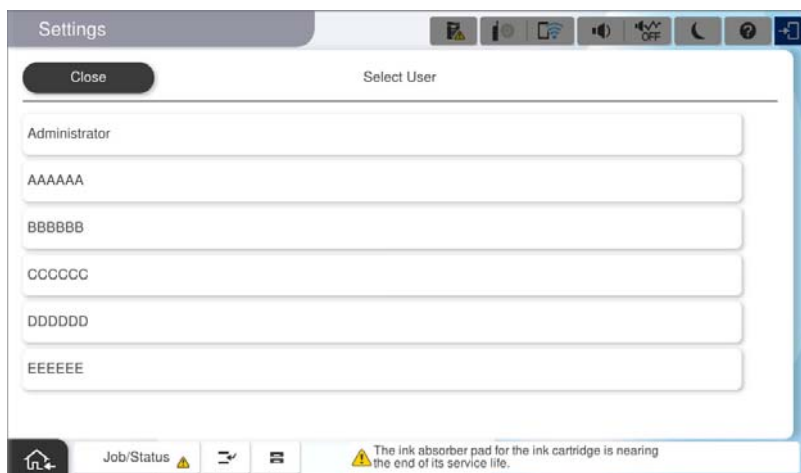 Settings
OFF
?
Close
Select User
Administrator
AAAAAA
BBBBBB
CCCCCC
DDDDDD
EEEEEE
Job/Status
The ink absorber pad for the ink cartridge is nearing
the end of its service life.